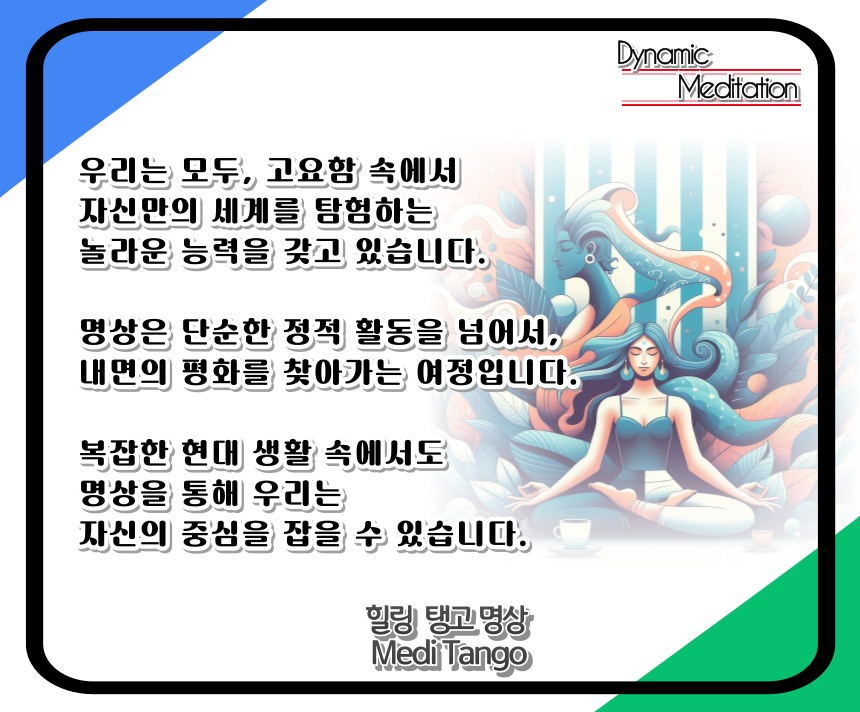 Dynamic
Meditation
우리는 모두, 고요함 속에서
자신만의 세계를 탐험하는
놀라운 능력을 갖고 있습니다.
명상은 단순한 정적 활동을 넘어서,
내면의 평화를 찾아가는 여정입니다.
복잡한 현대 생활 속에서도
명상을 통해 우리는
자신의 중심을 잡을 수 있습니다.
힐링 탱고 명상
Medi Tango